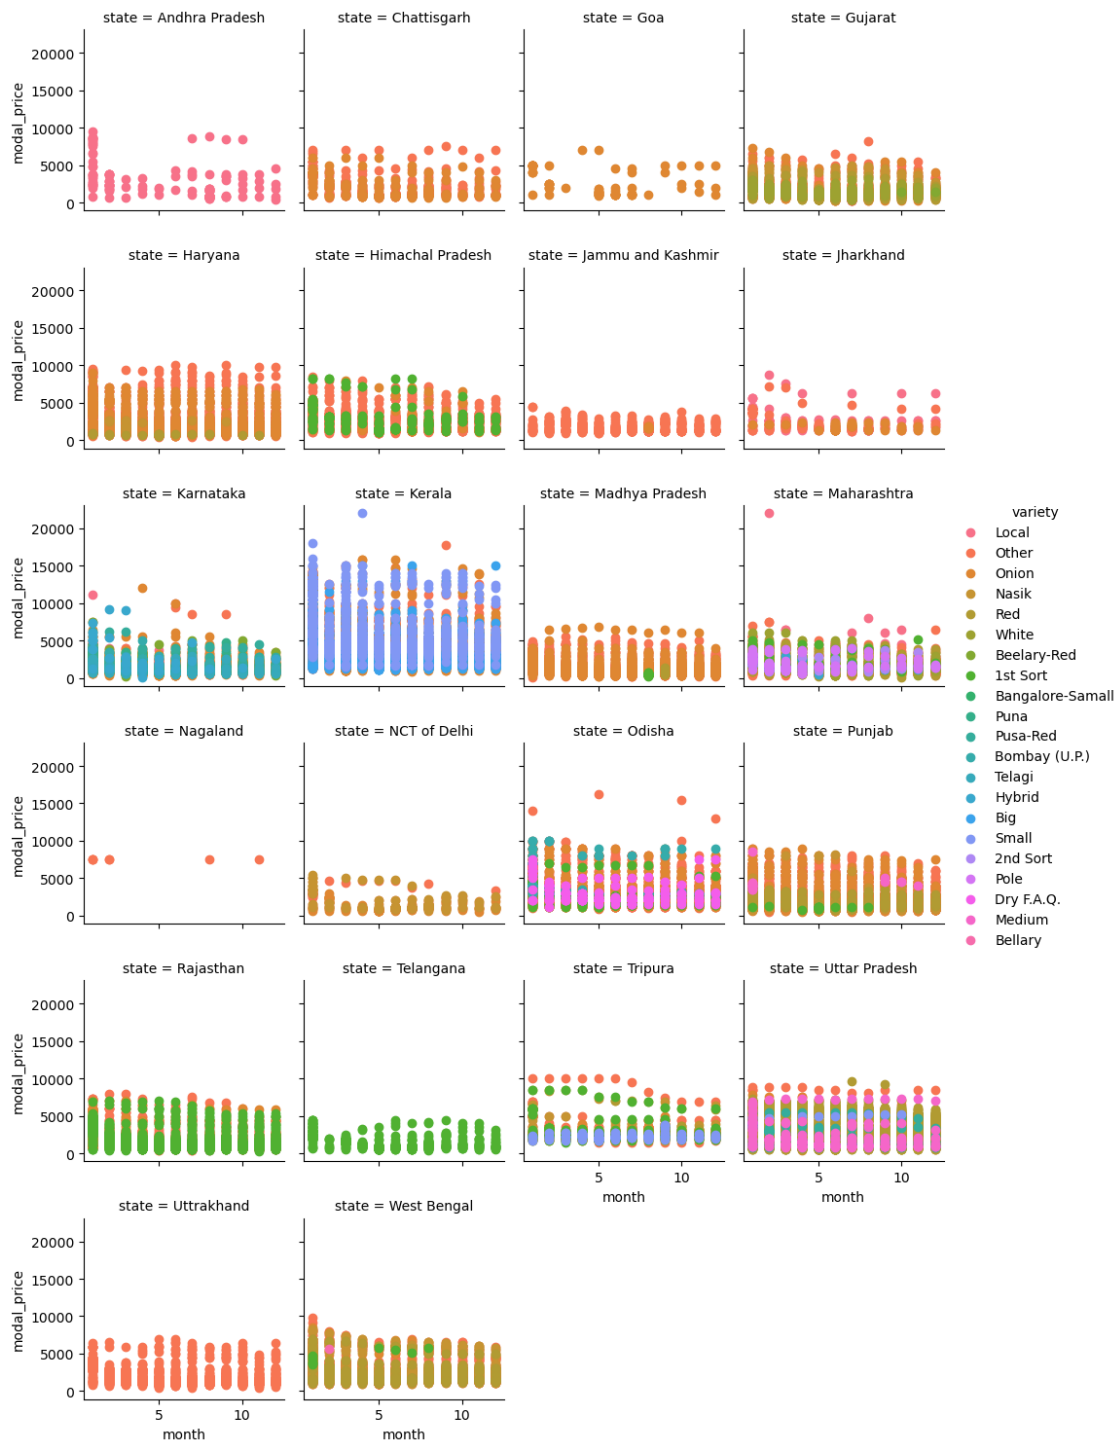 state = Andhra Pradesh
state = Chattisgarh
state = Goa
state = Gujarat
20000
15000
10000
5000
0
modal_price
state = Haryana
state = Himachal Pradesh
state = Jammu and Kashmir
state = Jharkhand
20000
15000
10000
5000
0
modal_price
state = Karnataka
state = Kerala
state = Madhya Pradesh
state = Maharashtra
20000
15000
10000
5000
0
modal_price
variety
Local
Other
Onion
Nasik
Red
White
Beelary-Red
1st Sort
Bangalore-Samall
Puna
Pusa-Red
Bombay (U.P.)
Telagi
Hybrid
Big
Small
2nd Sort
Pole
Dry F.A.Q.
Medium
Bellary
state = Nagaland
state = NCT of Delhi
state = Odisha
state = Punjab
20000
15000
10000
5000
0
modal_price
state = Rajasthan
state = Telangana
state = Tripura
state = Uttar Pradesh
20000
15000
10000
5000
0
modal_price
5 10
month
5 10
month
state = Uttrakhand
state = West Bengal
20000
15000
10000
5000
0
modal_price
5 10
month
5 10
month